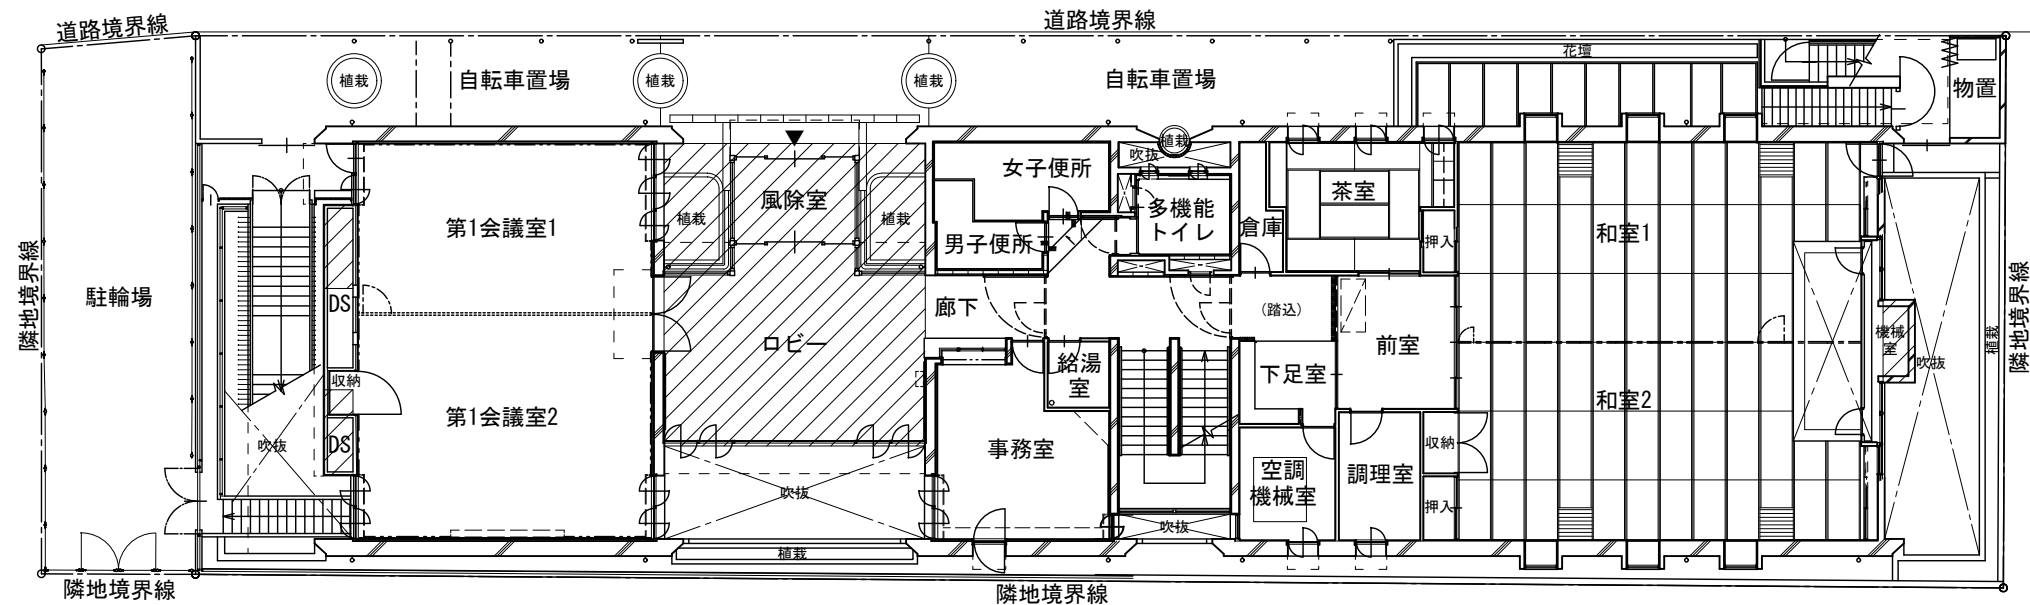 道路境界線
道路境界線
花壇
植栽
自転車置場
植栽
植栽
自転車置場
物置
植栽
吹抜
女子便所
茶室
風除室
植栽
植栽
多機能
トイレ
第1会議室1
倉庫
和室1
男子便所
押入
隣地境界線
駐輪場
DS
廊下
(踏込)
隣地境界線
ロビー
給湯
室
前室
機械
室
植栽
吹抜
収納
下足室
和室2
第1会議室2
DS
吹抜
事務室
収納
空調
機械室
調理室
吹抜
押入
吹抜
植栽
隣地境界線
隣地境界線